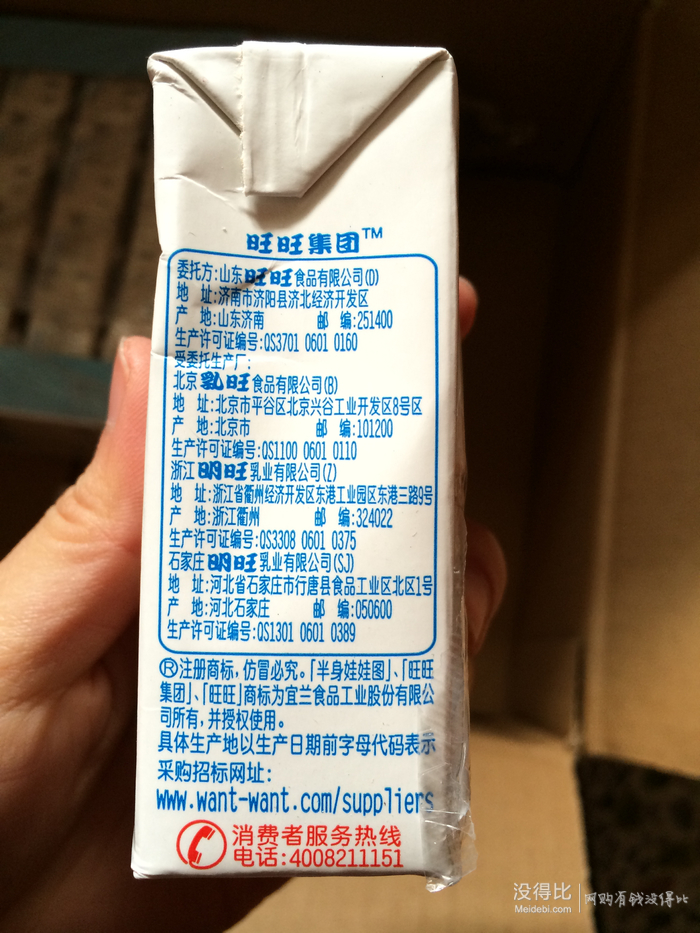 旺旺集团™
委托方:山东旺旺食品有限公司(D)
地 址:济南市济阳县济北经济开发区
产 地:山东济南 邮 编:251400
生产许可证编号:QS3701 0601 0160
受委托生产厂:
北京乳旺食品有限公司(B)
地 址:北京市平谷区北京兴谷工业开发区8号区
产 地:北京市 邮 编:101200
生产许可证编号:QS1100 0601 0110
浙江明旺乳业有限公司(Z)
地 址:浙江省衢州经济开发区东港工业园区东港三路9号
产 地:浙江衢州 邮 编:324022
生产许可证编号:QS3308 0601 0375
石家庄明旺乳业有限公司(SJ)
地 址:河北省石家庄市行唐县食品工业区北区1号
产 地:河北石家庄 邮 编:050600
生产许可证编号:QS1301 0601 0389
®注册商标,仿冒必究。「半身娃娃图」、「旺旺
集团」、「旺旺」商标为宜兰食品工业股份有限公
司所有,并授权使用。
具体生产地以生产日期前字母代码表示
采购招标网址:
www.want-want.com/suppliers
消费者服务热线
电话:4008211151
没得比
Meidebi.com
网购省钱没得比